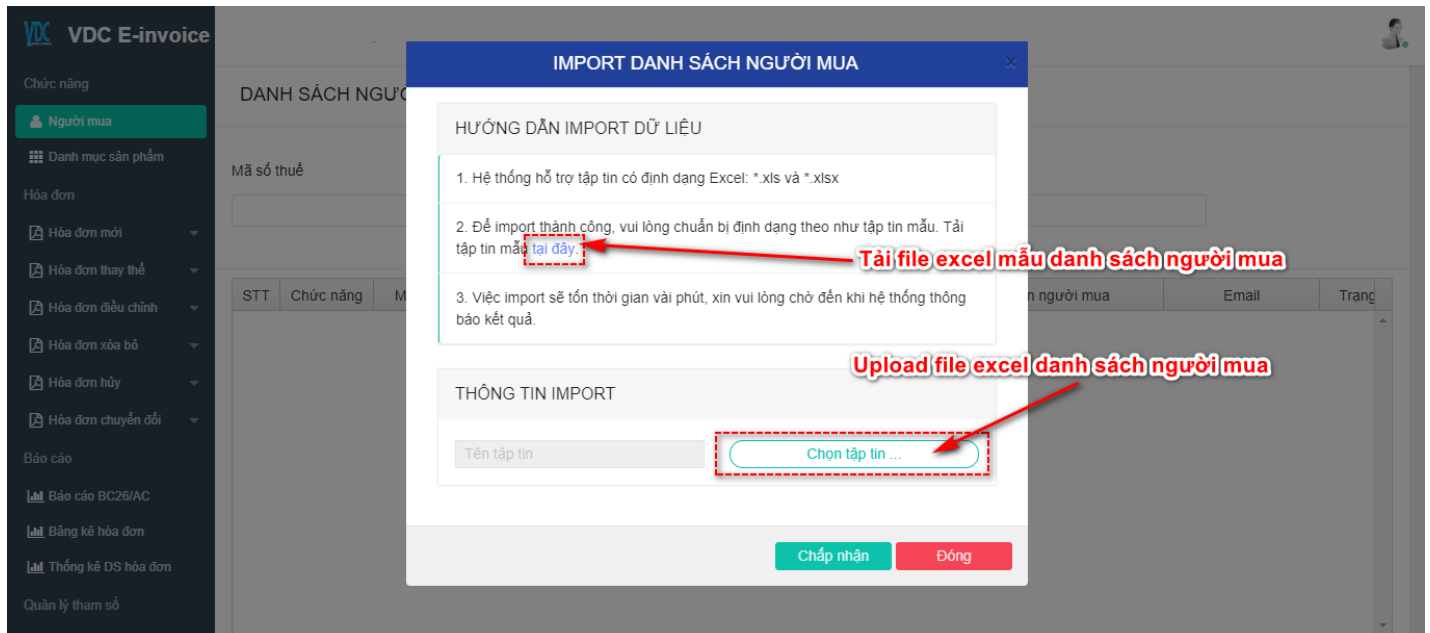 VDC
VDC E-invoice
Chức năng
Người mua
Danh mục sản phẩm
Hóa đơn
Hóa đơn mới
Hóa đơn thay thế
Hóa đơn điều chỉnh
Hóa đơn xóa bỏ
Hóa đơn hủy
Hóa đơn chuyển đổi
Báo cáo
Báo cáo BC26/AC
Bảng kê hóa đơn
Thống kê DS hóa đơn
Quản lý tham số
DANH SÁCH
Mã số thuế
STT Chức năng M
n người mua Email Trạng
IMPORT DANH SÁCH NGƯỜI MUA ×
HƯỚNG DẪN IMPORT DỮ LIỆU
1. Hệ thống hỗ trợ tập tin có định dạng Excel: *.xls và *.xlsx
2. Để import thành công, vui lòng chuẩn bị định dạng theo như tập tin mẫu. Tải
tập tin mẫu tại đây.
Tải file excel mẫu danh sách người mua
3. Việc import sẽ tốn thời gian vài phút, xin vui lòng chờ đến khi hệ thống thông
báo kết quả.
Upload file excel danh sách người mua
THÔNG TIN IMPORT
Tên tập tin
Chọn tập tin ...
Chấp nhận
Đóng